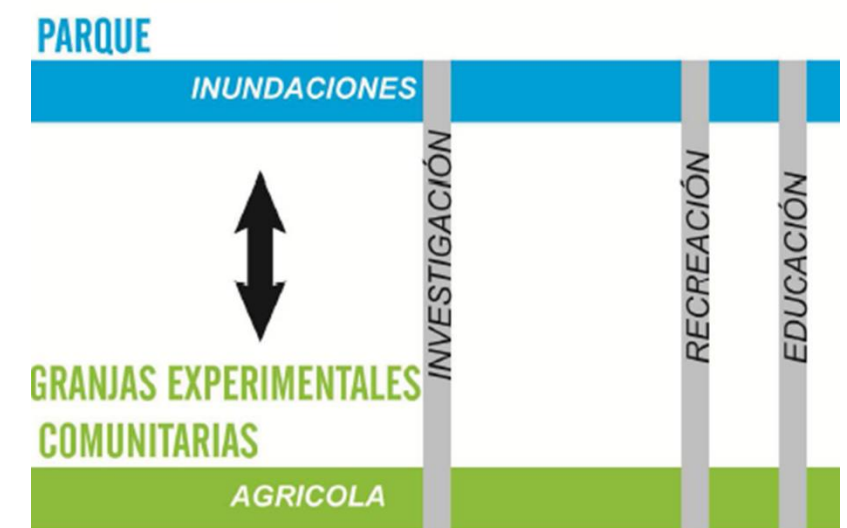 PARQUE
INUNDACIONES
INVESTIGACIÓN
RECREACIÓN
EDUCACIÓN
GRANJAS EXPERIMENTALES
COMUNITARIAS
AGRICOLA